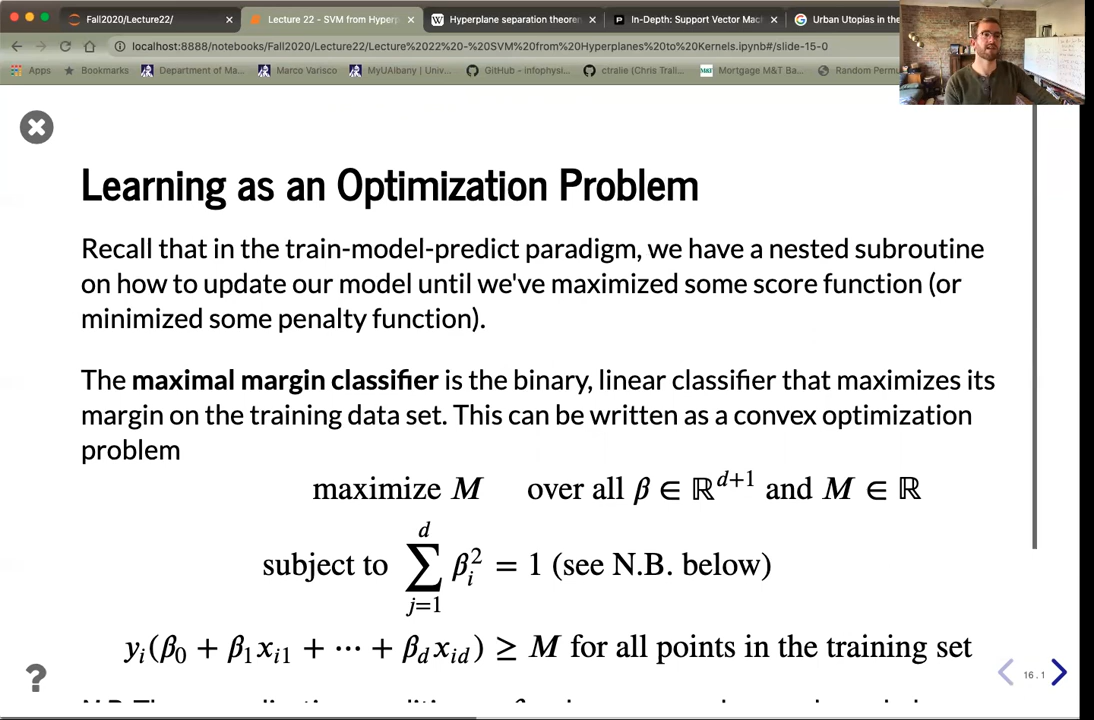 Fall2020/Lecture22/
Lecture 22 - SVM from Hyperp
Hyperplane separation theorem
In-Depth: Support Vector Mac
Urban Utopias in the
localhost:8888/notebooks/Fall2020/Lecture22/Lecture%2022%20-%20SVM%20from%20Hyperplanes%20to%20Kernels.ipynb#/slide-15-0
Apps Bookmarks Department of Ma... Marco Varisco MyUAlbany | Univ... GitHub - infophysi... ctralie (Chris Trali... M&T Mortgage M&T Ba... Random Permu
Learning as an Optimization Problem
Recall that in the train-model-predict paradigm, we have a nested subroutine
on how to update our model until we've maximized some score function (or
minimized some penalty function).
The maximal margin classifier is the binary, linear classifier that maximizes its
margin on the training data set. This can be written as a convex optimization
problem
maximize M over all β ∈ ℝ^{d+1} and M ∈ ℝ
subject to ∑_{j=1}^{d} β_i^2 = 1 (see N.B. below)
y_i(β_0 + β_1x_{i1} + ⋯ + β_dx_{id}) ≥ M for all points in the training set
16.1